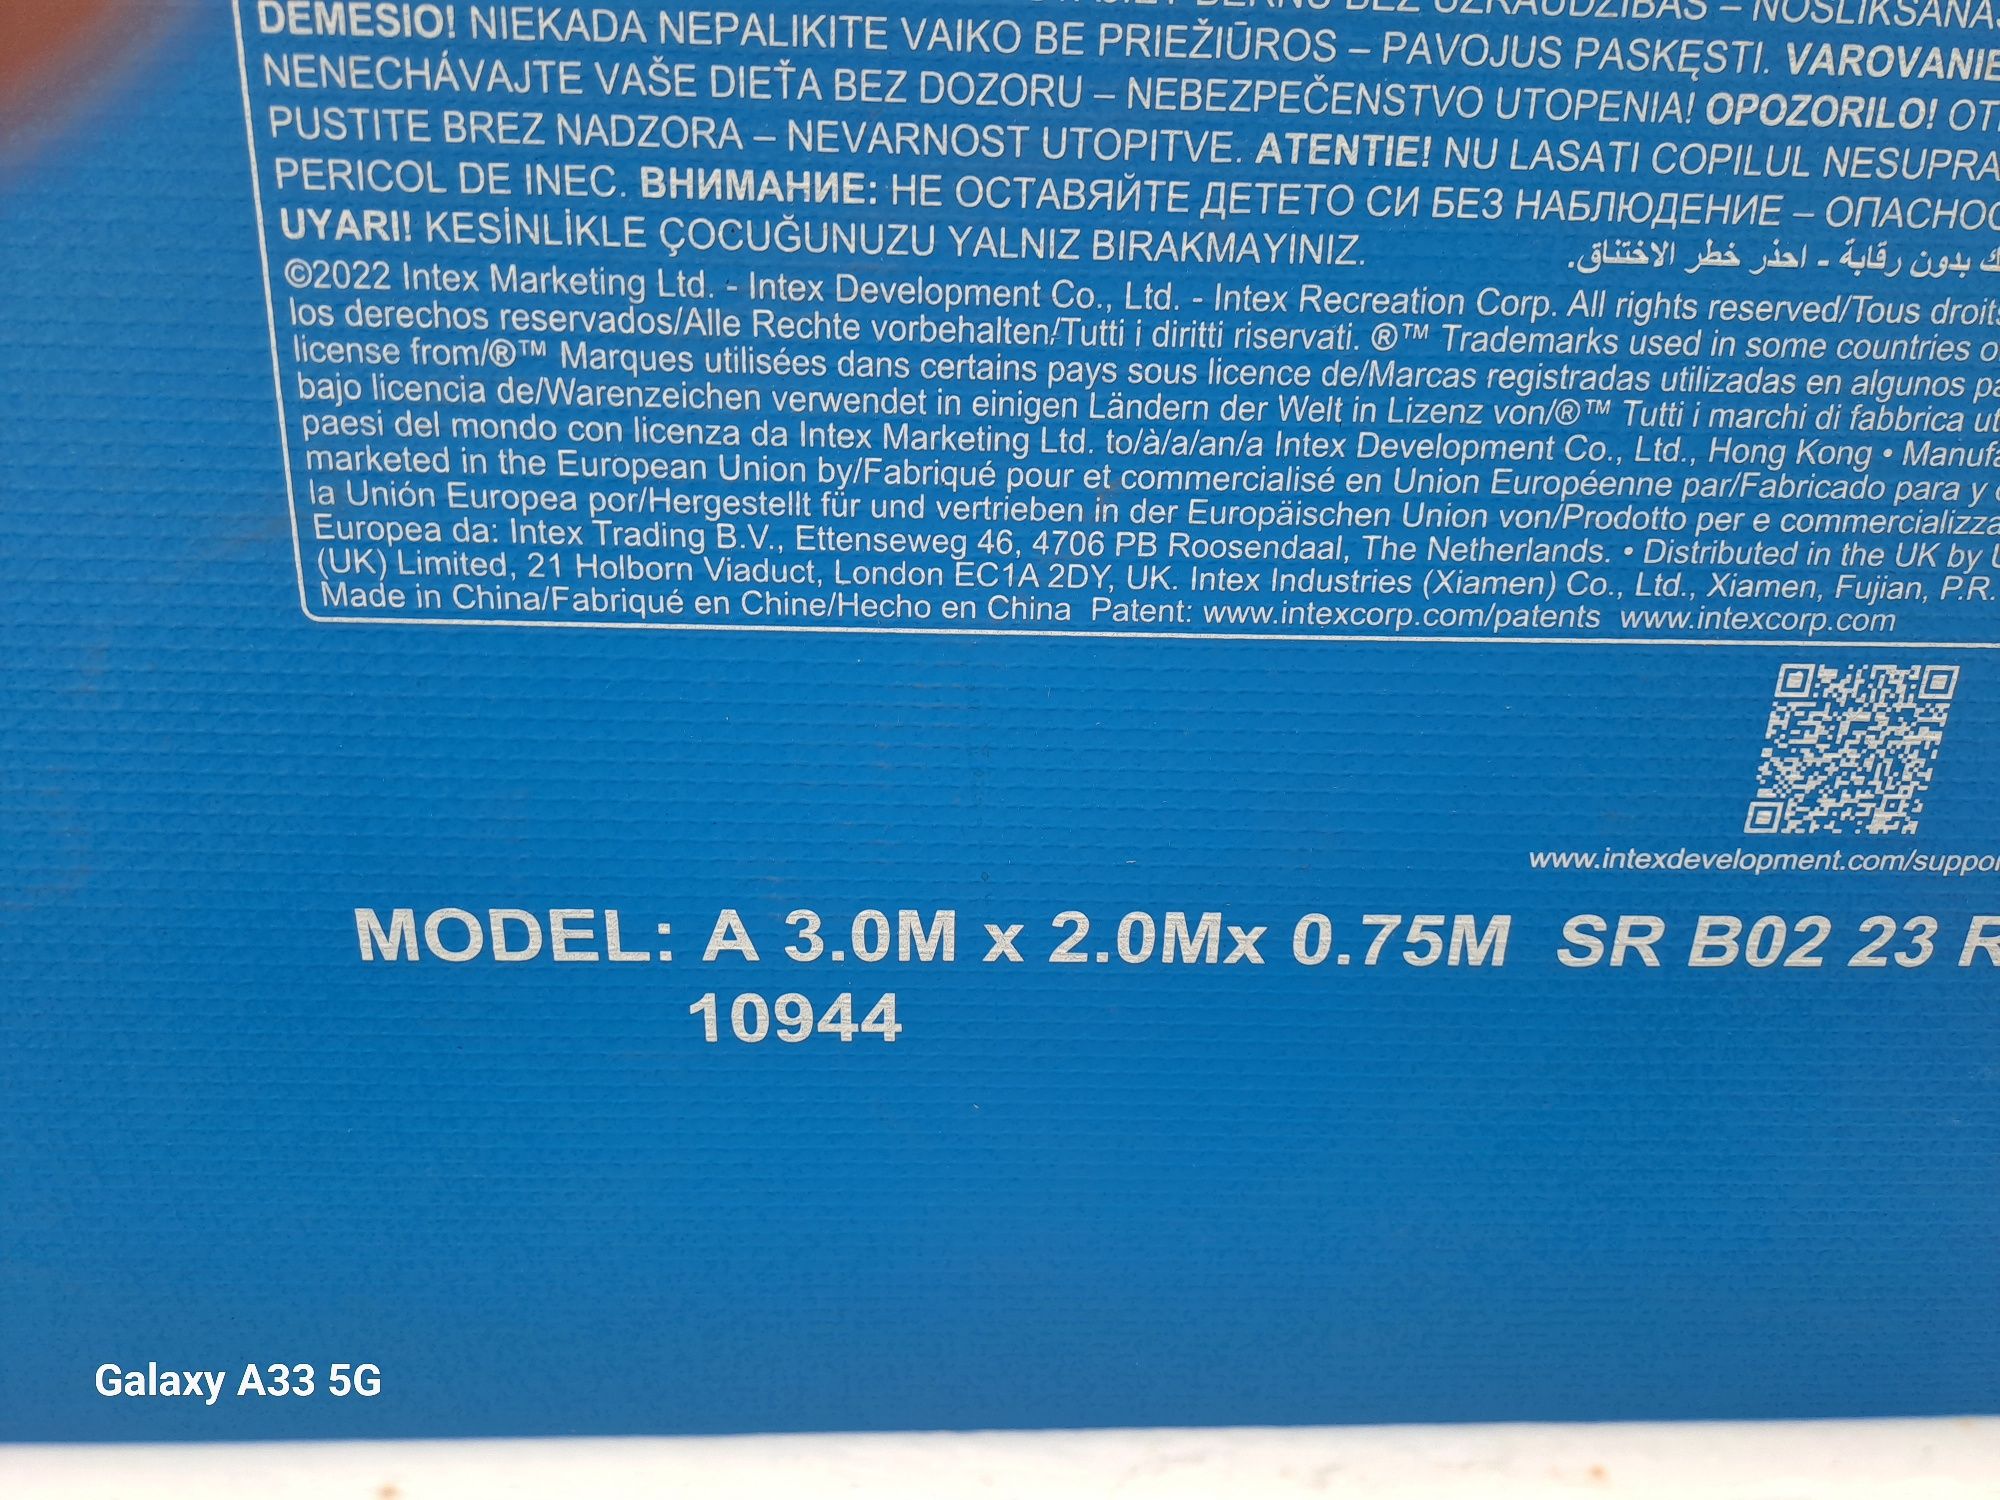 BEZ UZRAUDZĪBAS –
DĖMESIO! NIEKADA NEPALIKITE VAIKO BE PRIEŽIŪROS – PAVOJUS PASKĘSTI. VAROVANIE
NENECHÁVAJTE VAŠE DIEŤA BEZ DOZORU – NEBEZPEČENSTVO UTOPENIA! OPOZORILO!
PUSTITE BREZ NADZORA – NEVARNOST UTOPITVE. ATENTIE! NU LASATI COPILUL
PERICOL DE INEC. ВНИМАНИЕ: НЕ ОСТАВЯЙТЕ ДЕТЕТО СИ БЕЗ НАБЛЮДЕНИЕ –
UYARI! KESİNLİKLE ÇOCUĞUNUZU YALNIZ BIRAKMAYINIZ. بدون رقابة - احذر خطر الاختناق.
©2022 Intex Marketing Ltd. - Intex Development Co., Ltd. - Intex Recreation Corp. All rights reserved/Tous droits
los derechos reservados/Alle Rechte vorbehalten/Tutti i diritti riservati. ®™ Trademarks used in some countries
license from/®™ Marques utilisées dans certains pays sous licence de/Marcas registradas utilizadas en algunos
bajo licencia de/Warenzeichen verwendet in einigen Ländern der Welt in Lizenz von/®™ Tutti i marchi di fabbrica
paesi del mondo con licenza da Intex Marketing Ltd. to/à/a/an/a Intex Development Co., Ltd., Hong Kong •
marketed in the European Union by/Fabriqué pour et commercialisé en Union Européenne par/Fabricado para y
la Unión Europea por/Hergestellt für und vertrieben in der Europäischen Union von/Prodotto per e
Europea da: Intex Trading B.V., Ettenseweg 46, 4706 PB Roosendaal, The Netherlands. • Distributed in the UK by
(UK) Limited, 21 Holborn Viaduct, London EC1A 2DY, UK. Intex Industries (Xiamen) Co., Ltd., Xiamen, Fujian, P.R.
Made in China/Fabriqué en Chine/Hecho en China Patent: www.intexcorp.com/patents www.intexcorp.com
www.intexdevelopment.com/suppor
MODEL: A 3.0M x 2.0Mx 0.75M SR B02 23 R
10944
Galaxy A33 5G